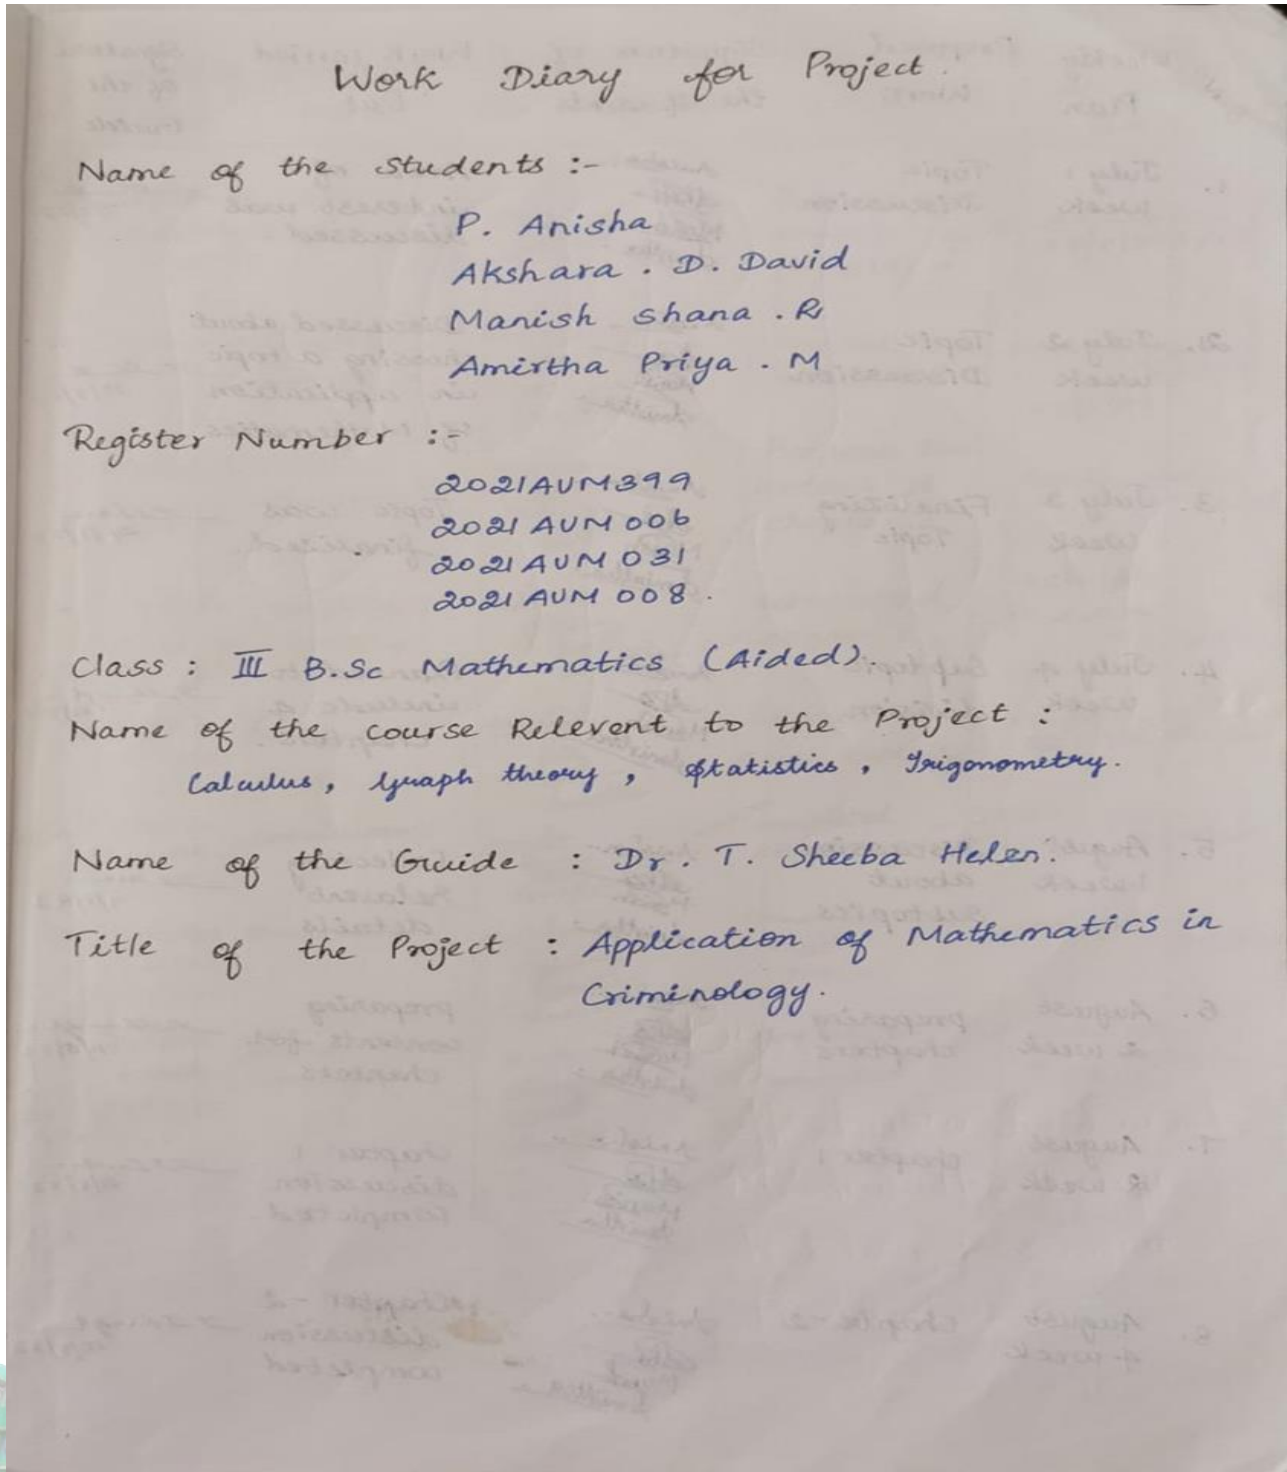 Work Diary for Project.
Name of the Students :-
P. Anisha
Akshara . D. David
Manish Shana . R
Amirtha Priya . M
Register Number :-
2021AUM399
2021 AUM 006
2021 AUM 031
2021 AUM 008 .
Class : III B.Sc Mathematics (Aided).
Name of the course Relevent to the Project :
Calculus, Graph theory, Statistics, Trigonometry.
Name of the Guide : Dr. T. Sheeba Helen.
Title of the Project : Application of Mathematics in
Criminology.